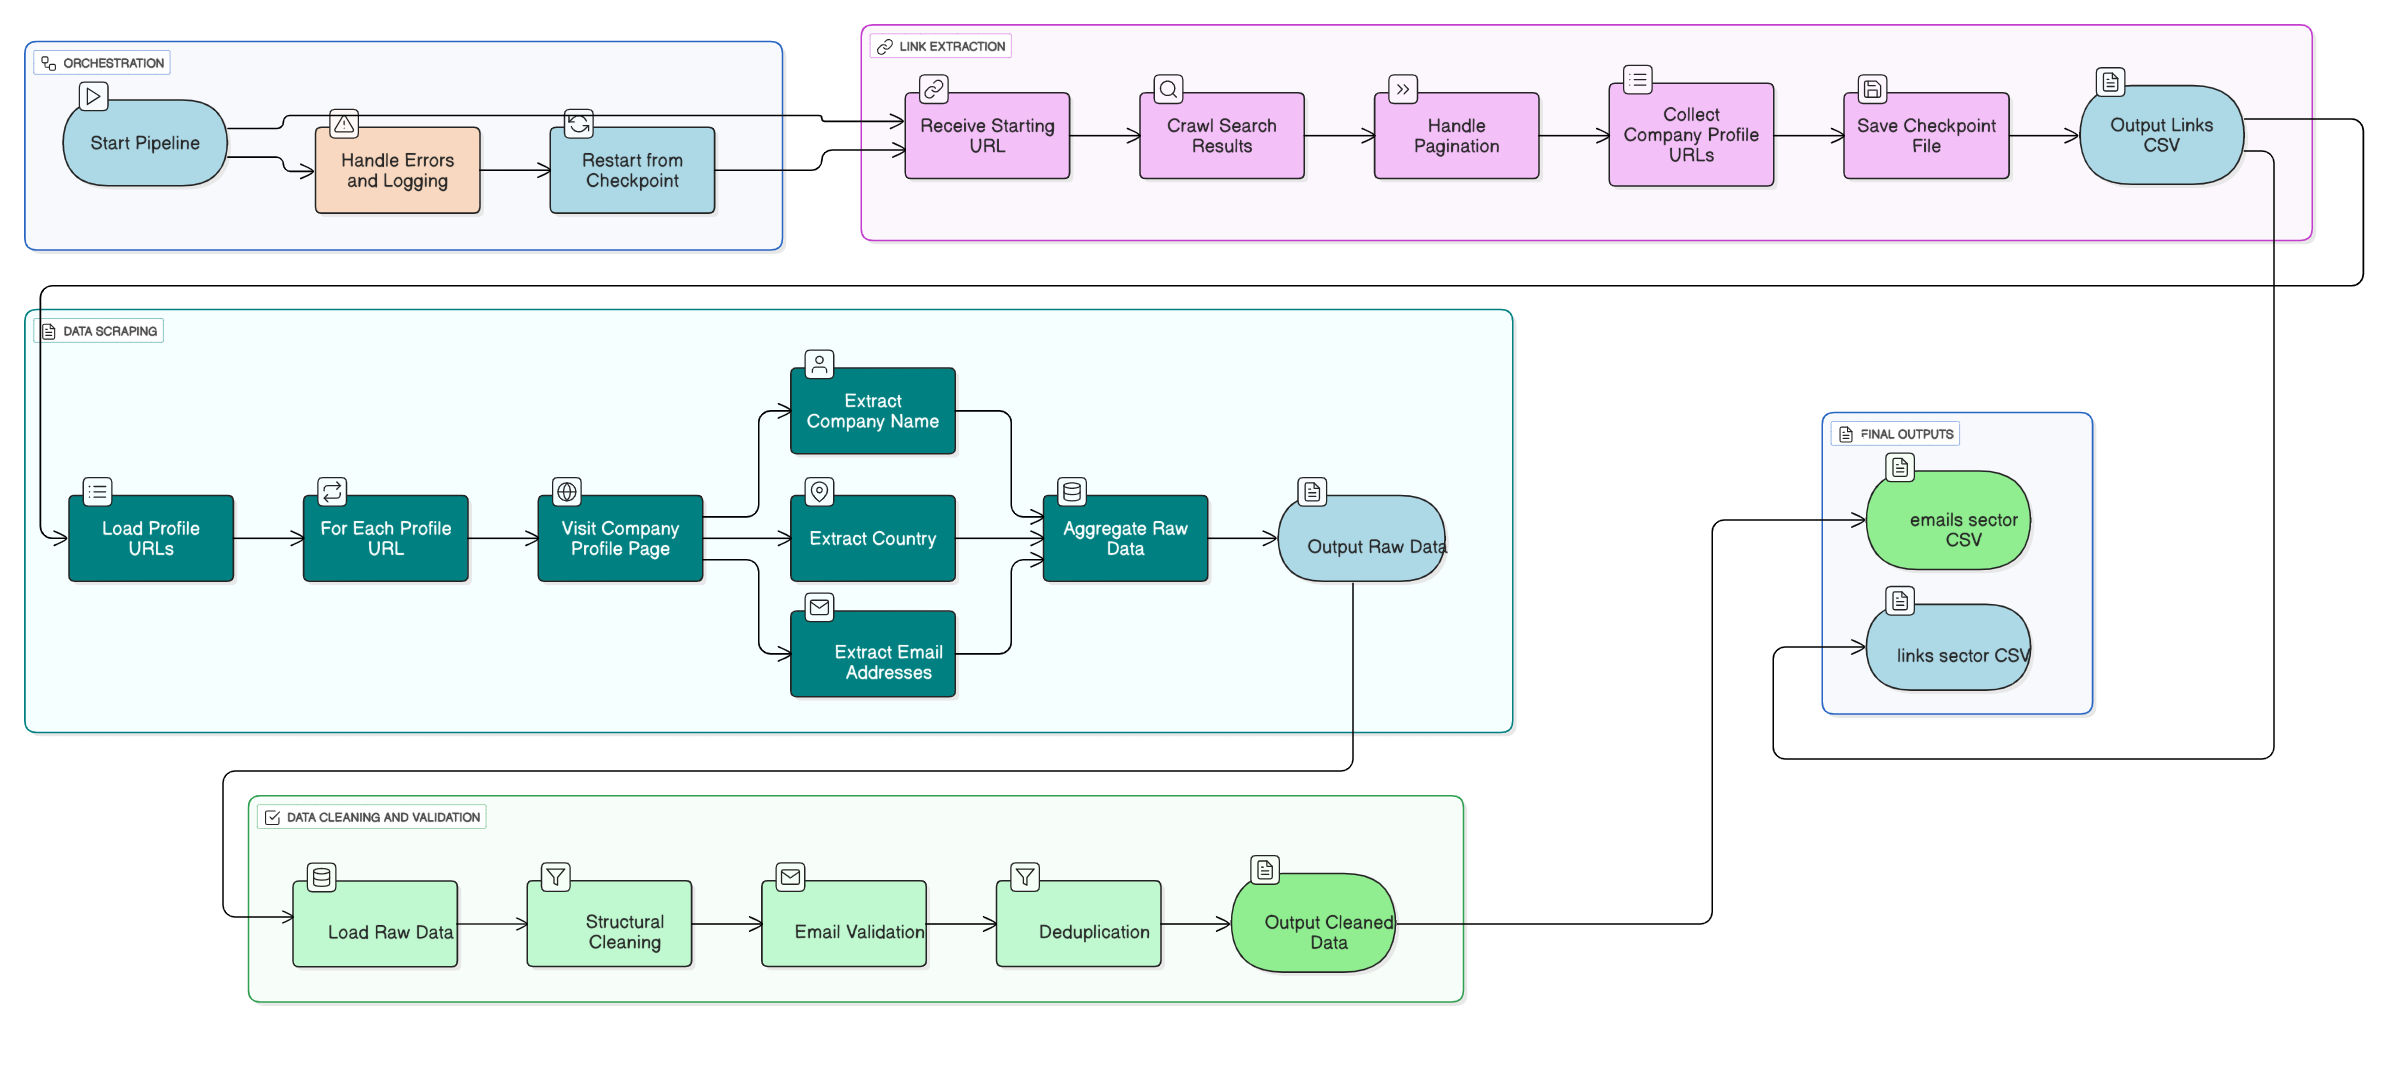 ORCHESTRATION
Start Pipeline
Handle Errors
and Logging
Restart from
Checkpoint
LINK EXTRACTION
Receive Starting
URL
Crawl Search
Results
Handle
Pagination
Collect
Company Profile
URLs
Save Checkpoint
File
Output Links
CSV
DATA SCRAPING
Load Profile
URLs
For Each Profile
URL
Visit Company
Profile Page
Extract
Company Name
Extract Country
Extract Email
Addresses
Aggregate Raw
Data
Output Raw Data
FINAL OUTPUTS
emails sector
CSV
links sector CSV
DATA CLEANING AND VALIDATION
Load Raw Data
Structural
Cleaning
Email Validation
Deduplication
Output Cleaned
Data